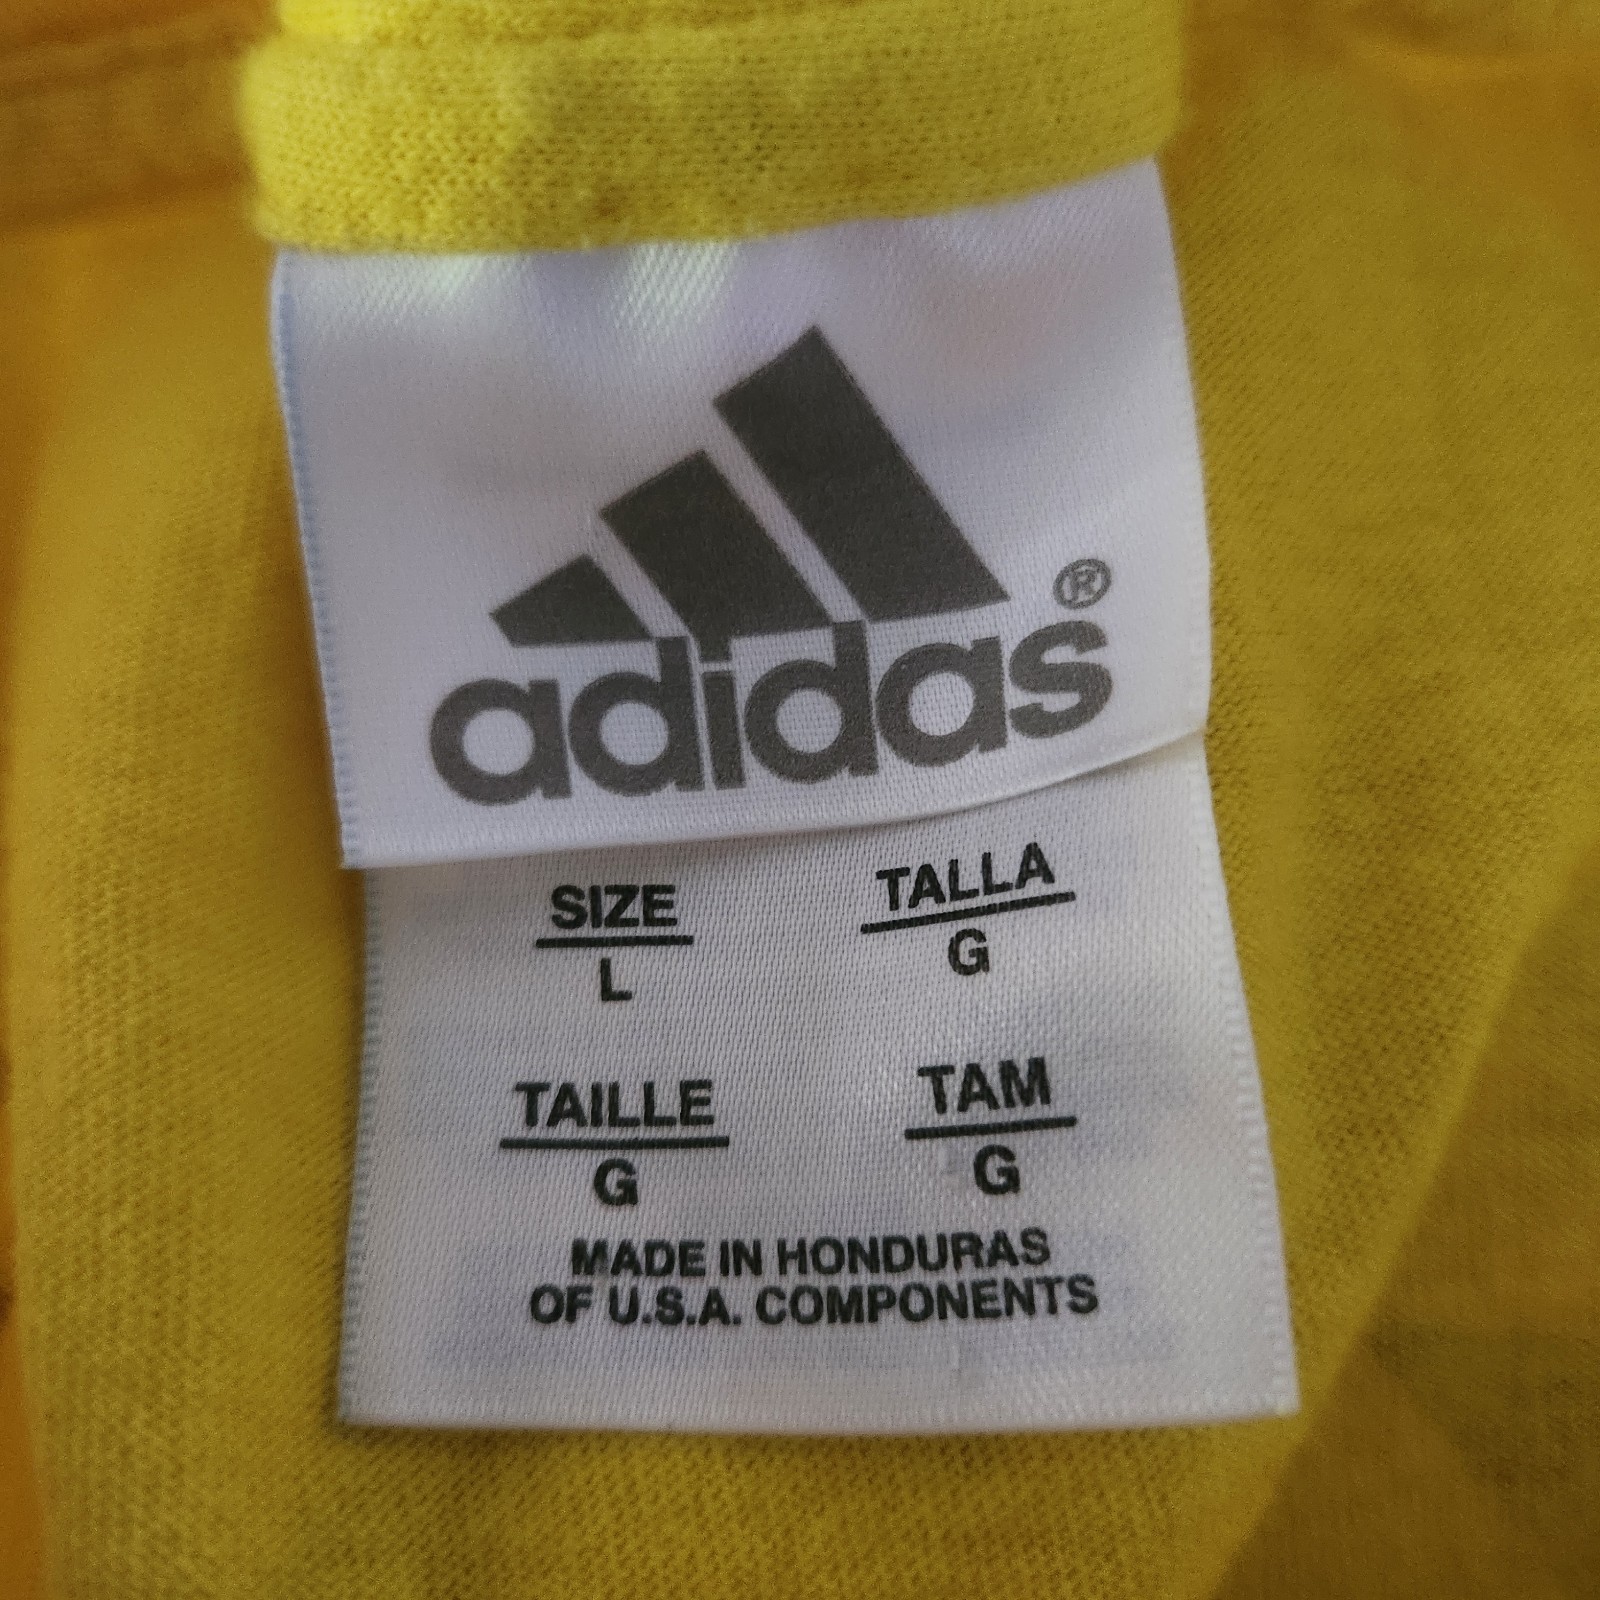 adidas®
SIZE TALLA
L G
TAILLE TAM
G G
MADE IN HONDURAS
OF U.S.A. COMPONENTS